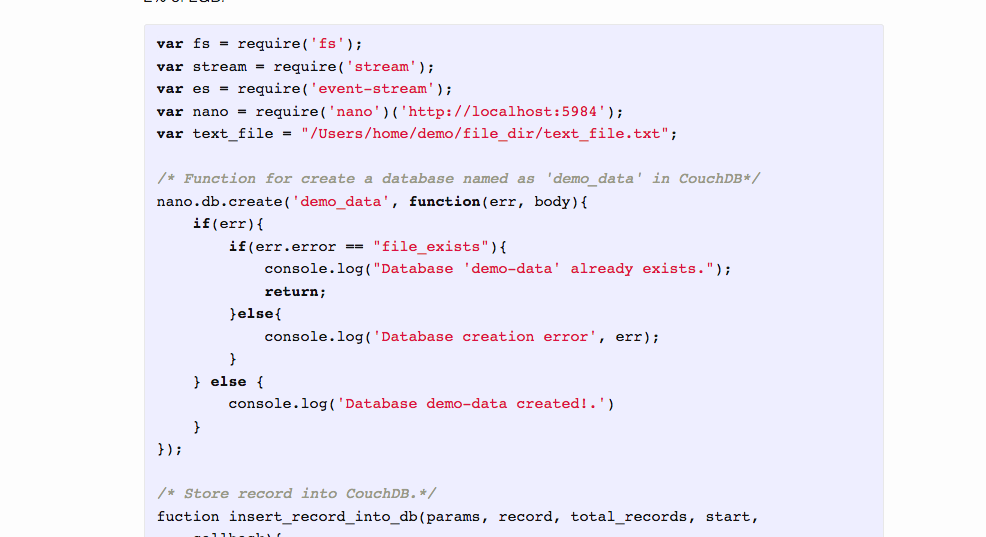 var fs = require('fs');
var stream = require('stream');
var es = require('event-stream');
var nano = require('nano')('http://localhost:5984');
var text_file = "/Users/home/demo/file_dir/text_file.txt";
/* Function for create a database named as 'demo_data' in CouchDB*/
nano.db.create('demo_data', function(err, body){
    if(err){
        if(err.error == "file_exists"){
            console.log("Database 'demo-data' already exists.");
            return;
        }else{
            console.log('Database creation error', err);
        }
    } else {
        console.log('Database demo-data created!.')
    }
});
/* Store record into CouchDB.*/
fuction insert_record_into_db(params, record, total_records, start,